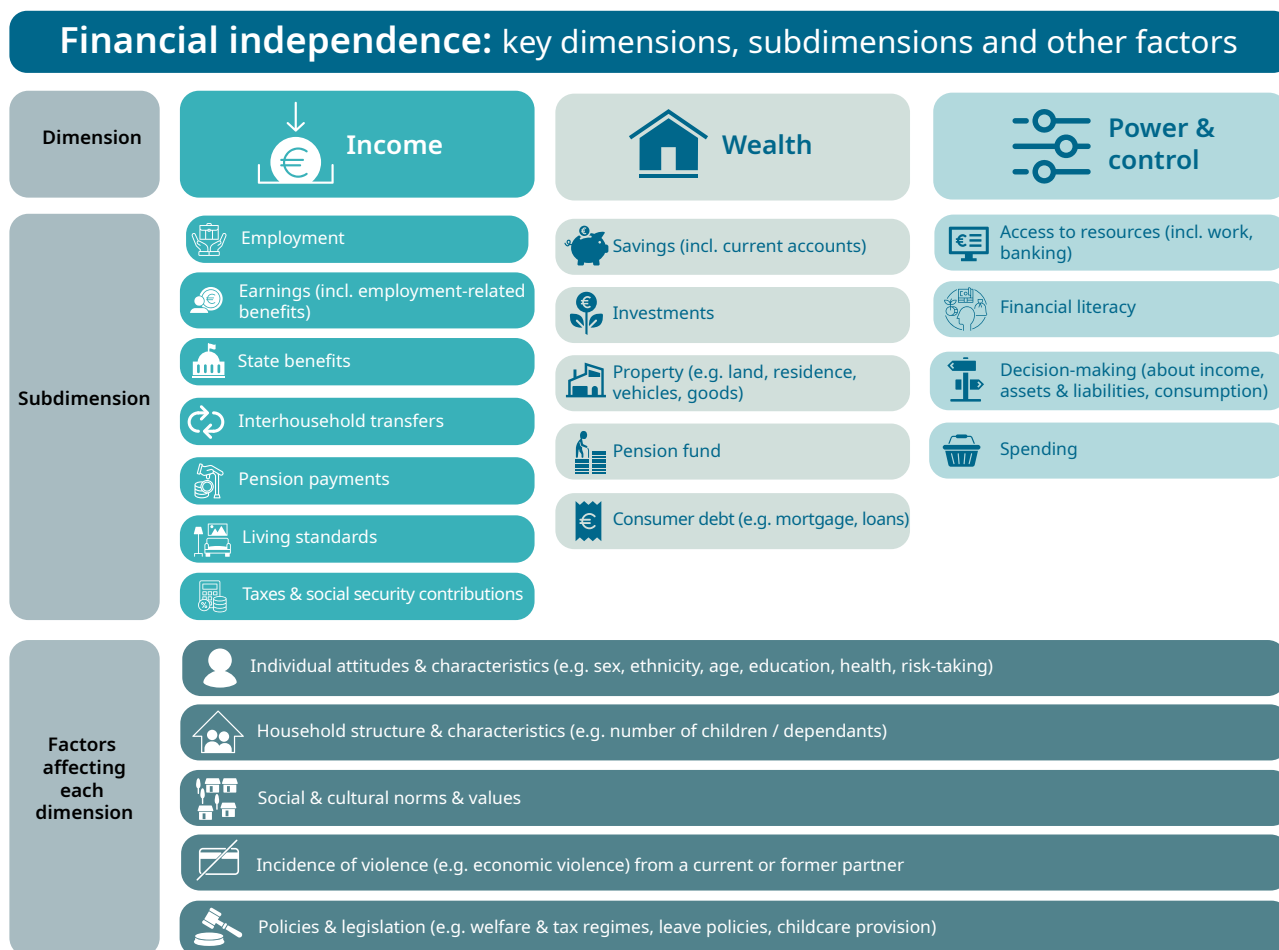 Financial independence: key dimensions, subdimensions and other factors
Dimension
Income
Wealth
Power &
control
Subdimension
Employment
Earnings (incl. employment-related
benefits)
State benefits
Interhousehold transfers
Pension payments
Living standards
Taxes & social security contributions
Savings (incl. current accounts)
Investments
Property (e.g. land, residence,
vehicles, goods)
Pension fund
Consumer debt (e.g. mortgage, loans)
Access to resources (incl. work,
banking)
Financial literacy
Decision-making (about income,
assets & liabilities, consumption)
Spending
Factors
affecting
each
dimension
Individual attitudes & characteristics (e.g. sex, ethnicity, age, education, health, risk-taking)
Household structure & characteristics (e.g. number of children / dependants)
Social & cultural norms & values
Incidence of violence (e.g. economic violence) from a current or former partner
Policies & legislation (e.g. welfare & tax regimes, leave policies, childcare provision)